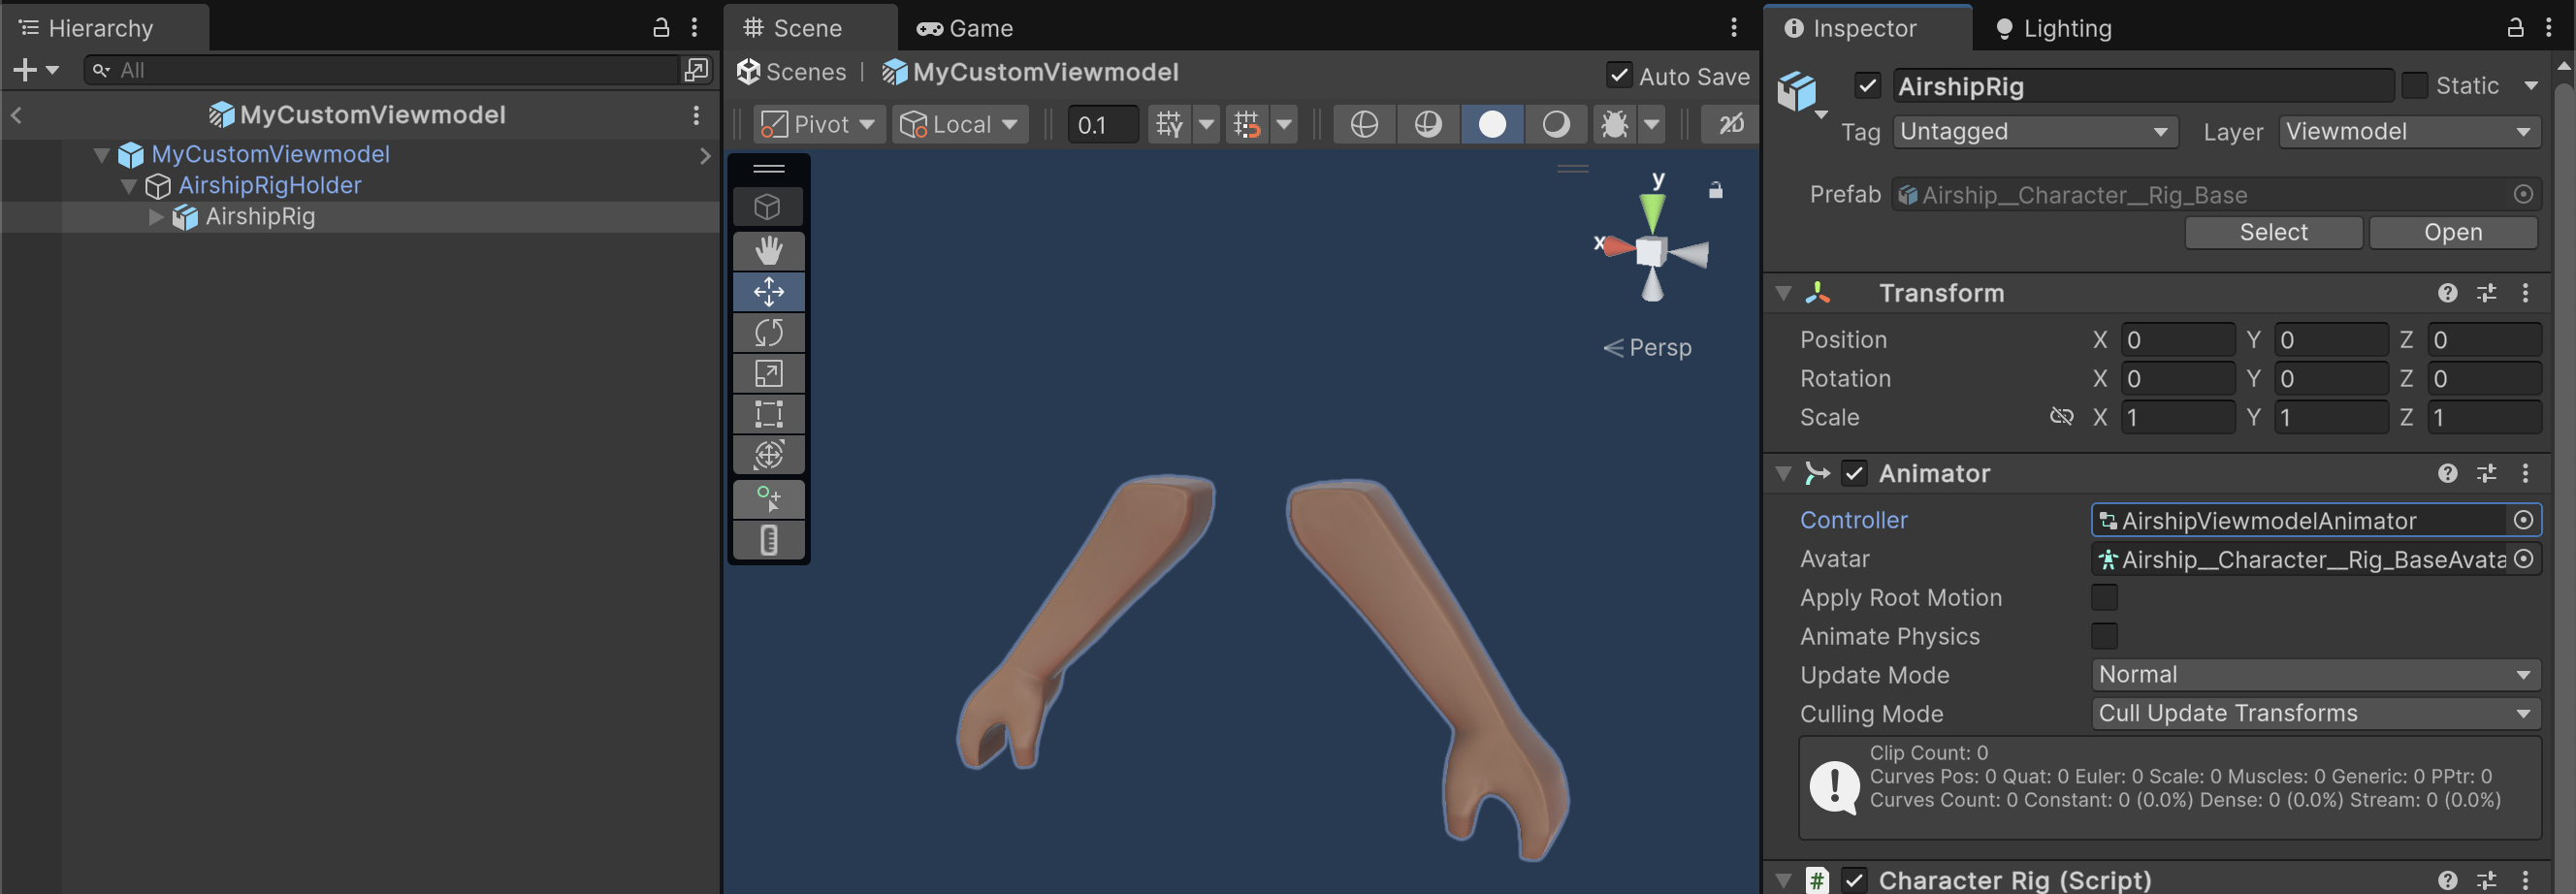 Hierarchy
All
MyCustomViewmodel
MyCustomViewmodel
AirshipRigHolder
AirshipRig
Scene
Game
Scenes | MyCustomViewmodel
Auto Save
Pivot
Local
0.1
2D
y
x
Persp
Inspector
Lighting
AirshipRig
Static
Tag Untagged
Layer Viewmodel
Prefab Airship__Character__Rig_Base
Select
Open
Transform
Position X 0 Y 0 Z 0
Rotation X 0 Y 0 Z 0
Scale X 1 Y 1 Z 1
Animator
Controller AirshipViewmodelAnimator
Avatar Airship__Character__Rig_BaseAvata
Apply Root Motion
Animate Physics
Update Mode Normal
Culling Mode Cull Update Transforms
Clip Count: 0
Curves Pos: 0 Quat: 0 Euler: 0 Scale: 0 Muscles: 0 Generic: 0 PPtr: 0
Curves Count: 0 Constant: 0 (0.0%) Dense: 0 (0.0%) Stream: 0 (0.0%)
# Character Rig (Script)